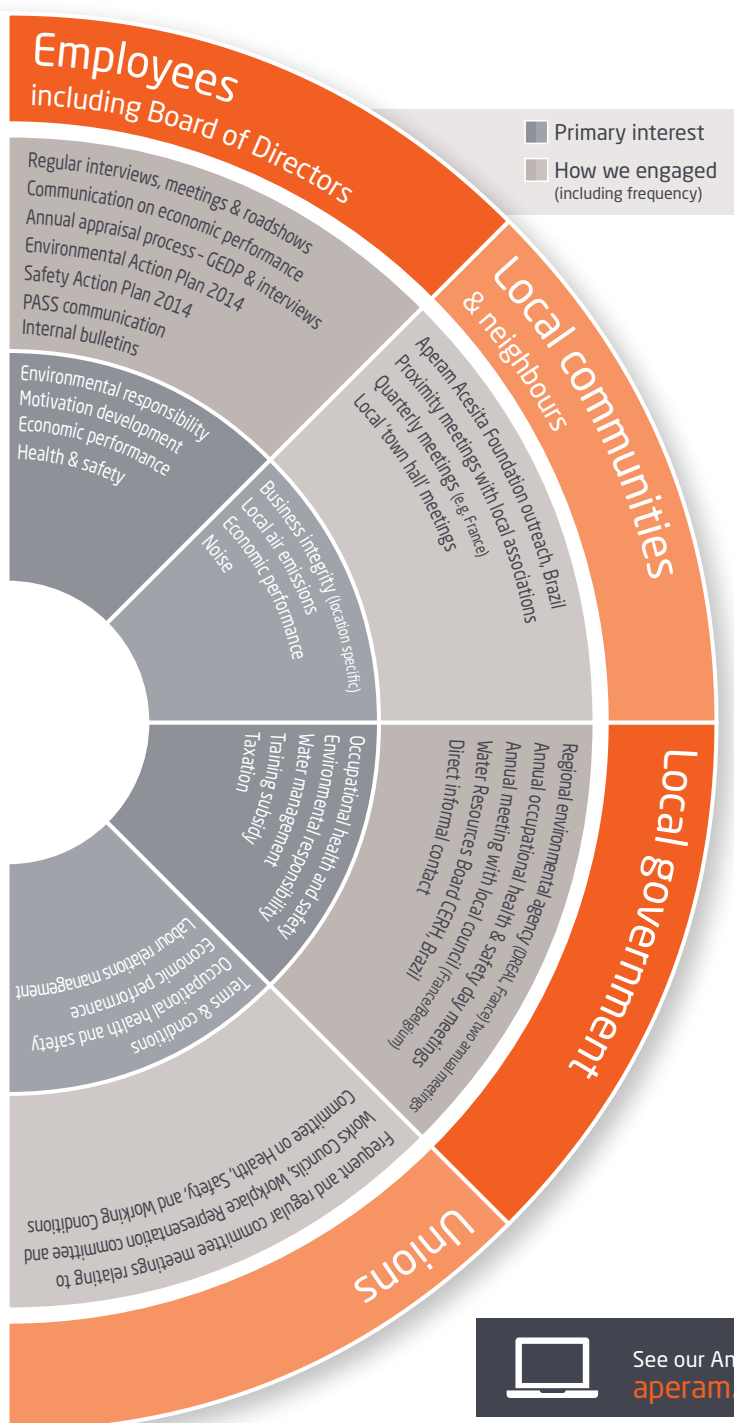 Employees
including Board of Directors
Regular interviews, meetings & roadshows
Communication on economic performance
Annual appraisal process - GEDP & interviews
Environmental Action Plan 2014
Safety Action Plan 2014
PASS communication
Internal bulletins
Environmental responsibility
Motivation development
Economic performance
Health & safety
Primary interest
How we engaged
(including frequency)
Local communities
& neighbours
Aperam Acesita Foundation outreach, Brazil
Proximity meetings with local associations
Quarterly meetings (e.g. France)
Local 'town hall' meetings
Business integrity (location specific)
Local air emissions
Economic performance
Noise
Local government
Regional environmental agency (DREAL, France) two annual meetings
Annual occupational health & safety day meetings
Annual meeting with local council (France/Belgium)
Water Resources Board CERH, Brazil
Direct informal contact
Occupational health and safety
Environmental responsibility
Water management
Training subsidy
Taxation
Unions
Frequent and regular committee meetings relating to
Works Councils, Workplace Representation committee and
Committee on Health, Safety, and Working Conditions
Terms & conditions
Occupational health and safety
Economic performance
Labour relations management
See our An
aperam.